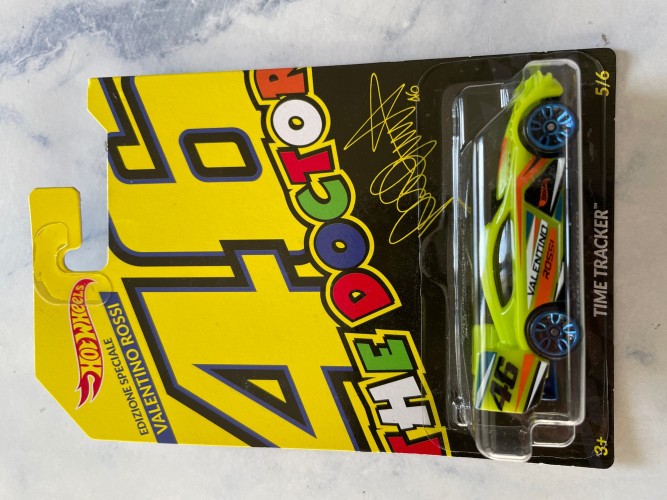 HOT WHEELS
EDIZIONE SPECIALE
VALENTINO ROSSI
46
THE DOCTOR
46
VALENTINO
ROSSI
3+
TIME TRACKER™
5/6